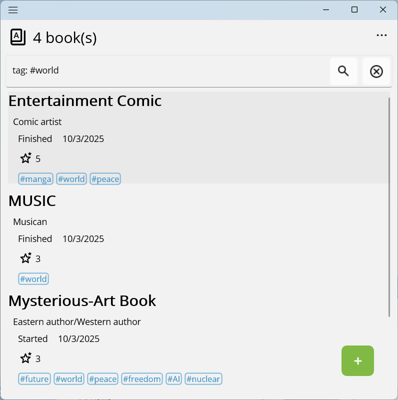 4 book(s)
tag: #world
Entertainment Comic
Comic artist
Finished 10/3/2025
5
#manga #world #peace
MUSIC
Musican
Finished 10/3/2025
3
#world
Mysterious-Art Book
Eastern author/Western author
Started 10/3/2025
3
#future #world #peace #freedom #AI #nuclear